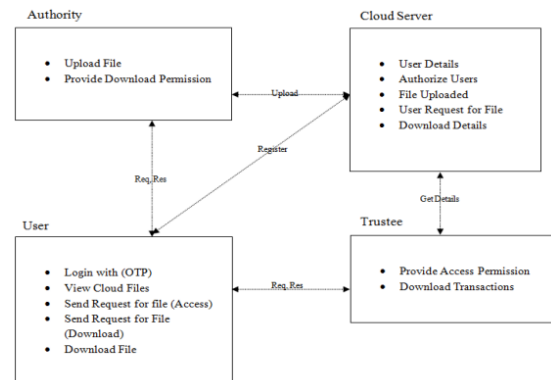 Authority
Cloud Server
Upload File
Provide Download Permission
User Details
Authorize Users
File Uploaded
User Request for File
Download Details
Upload
Register
Req, Res
Get Details
User
Trustee
Login with (OTP)
View Cloud Files
Send Request for file (Access)
Send Request for File
(Download)
Download File
Req, Res
Provide Access Permission
Download Transactions